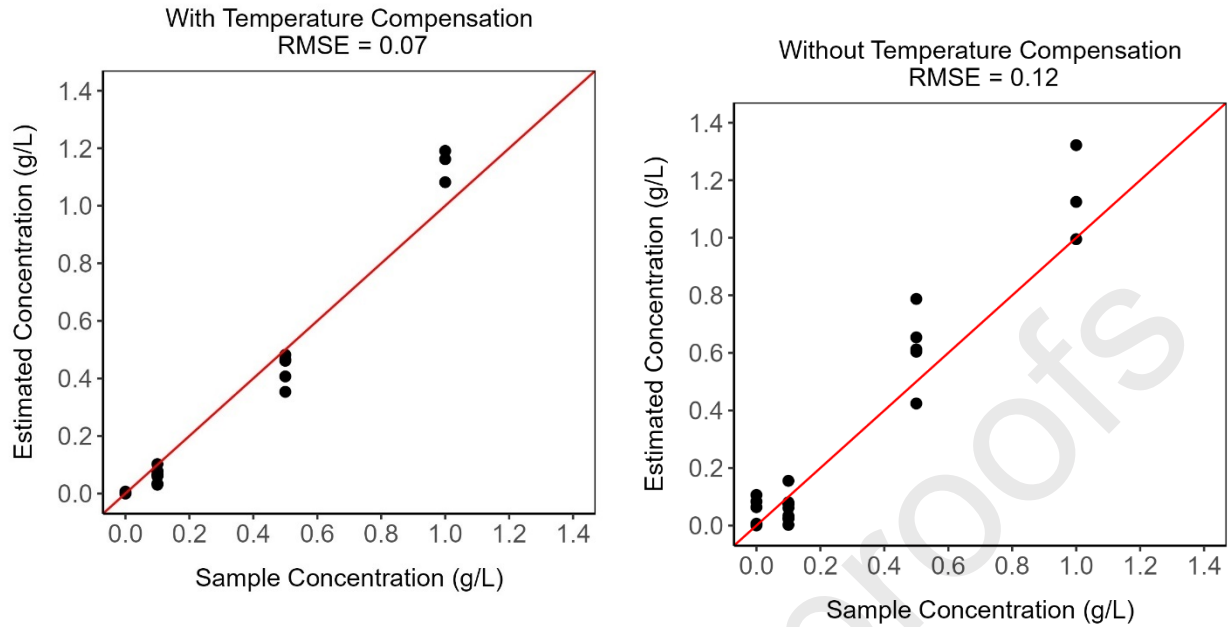 With Temperature Compensation
RMSE = 0.07
Estimated Concentration (g/L)
1.4
1.2
1.0
0.8
0.6
0.4
0.2
0.0
0.0 0.2 0.4 0.6 0.8 1.0 1.2 1.4
Sample Concentration (g/L)
Without Temperature Compensation
RMSE = 0.12
Estimated Concentration (g/L)
1.4
1.2
1.0
0.8
0.6
0.4
0.2
0.0
0.0 0.2 0.4 0.6 0.8 1.0 1.2 1.4
Sample Concentration (g/L)
roofs